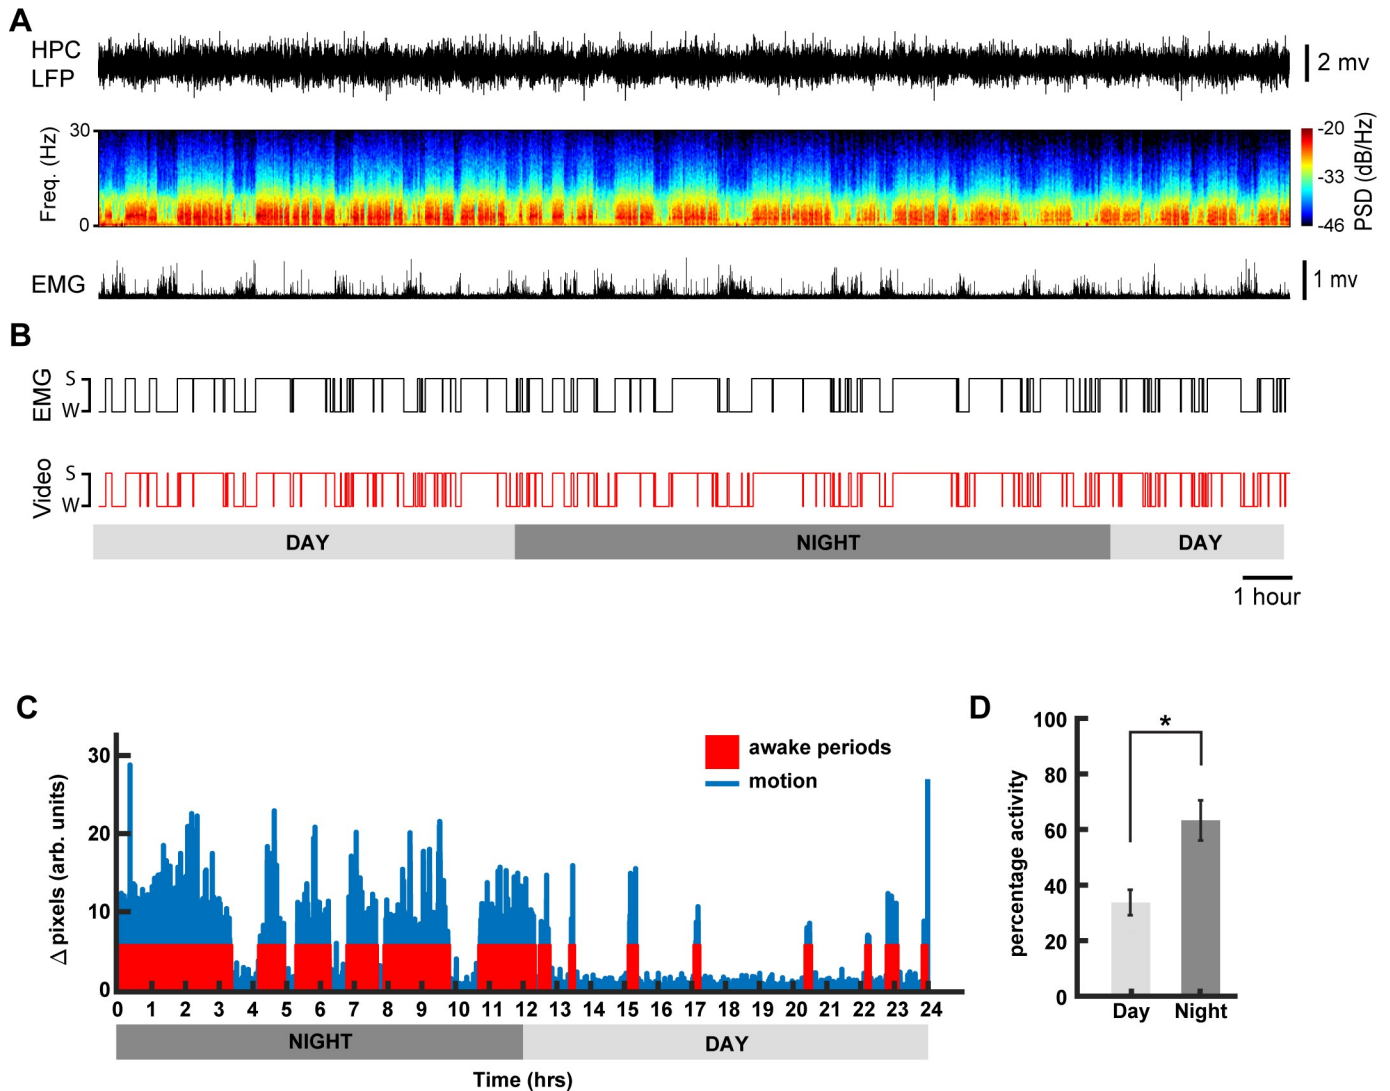 A
HPC
LFP
2 mv
Freq. (Hz)
30
0
-20
-33
-46
PSD (dB/Hz)
EMG
1 mv
B
EMG
S
W
Video
S
W
DAY NIGHT DAY
1 hour
C
Δ pixels (arb. units)
30
20
10
0
awake periods
motion
0 1 2 3 4 5 6 7 8 9 10 11 12 13 14 15 16 17 18 19 20 21 22 23 24
NIGHT DAY
Time (hrs)
D
percentage activity
100
80
60
40
20
0
*
Day Night